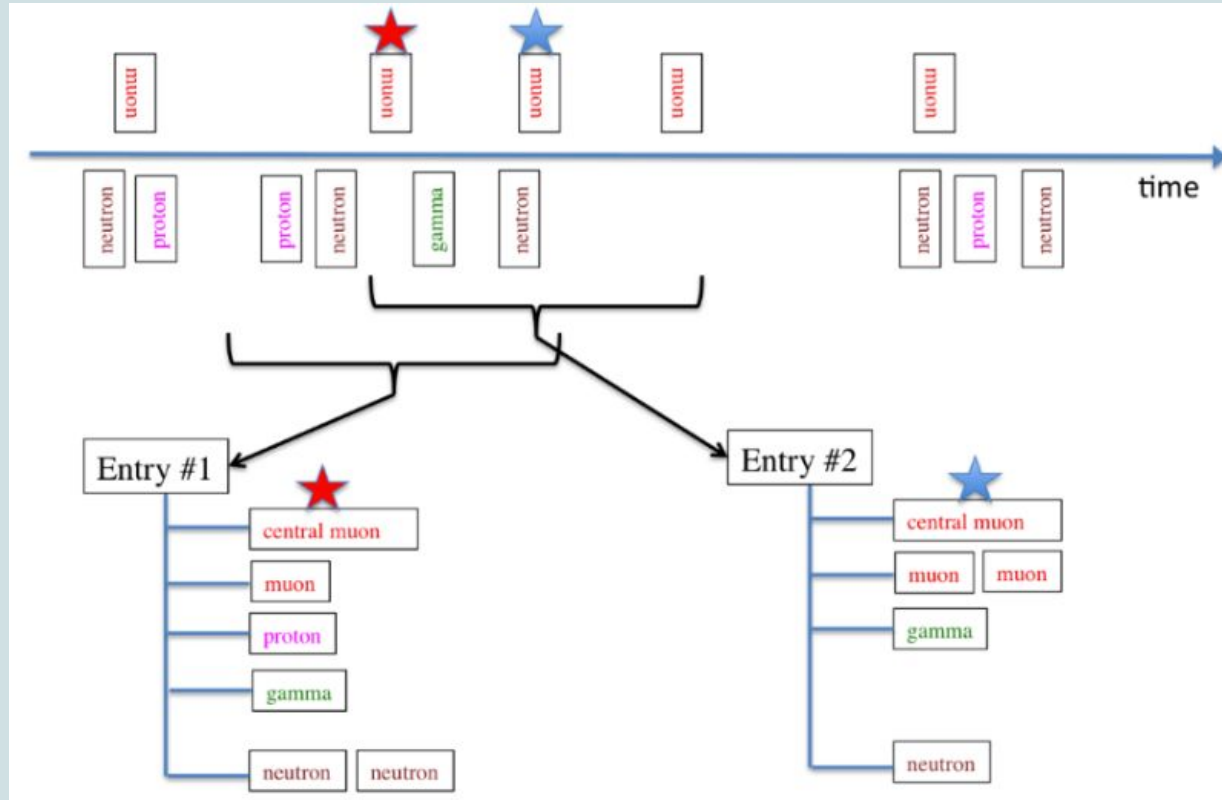 muon
muon
muon
muon
muon
time
neutron
proton
proton
neutron
gamma
neutron
neutron
proton
neutron
Entry #1
central muon
muon
proton
gamma
neutron neutron
Entry #2
central muon
muon muon
gamma
neutron